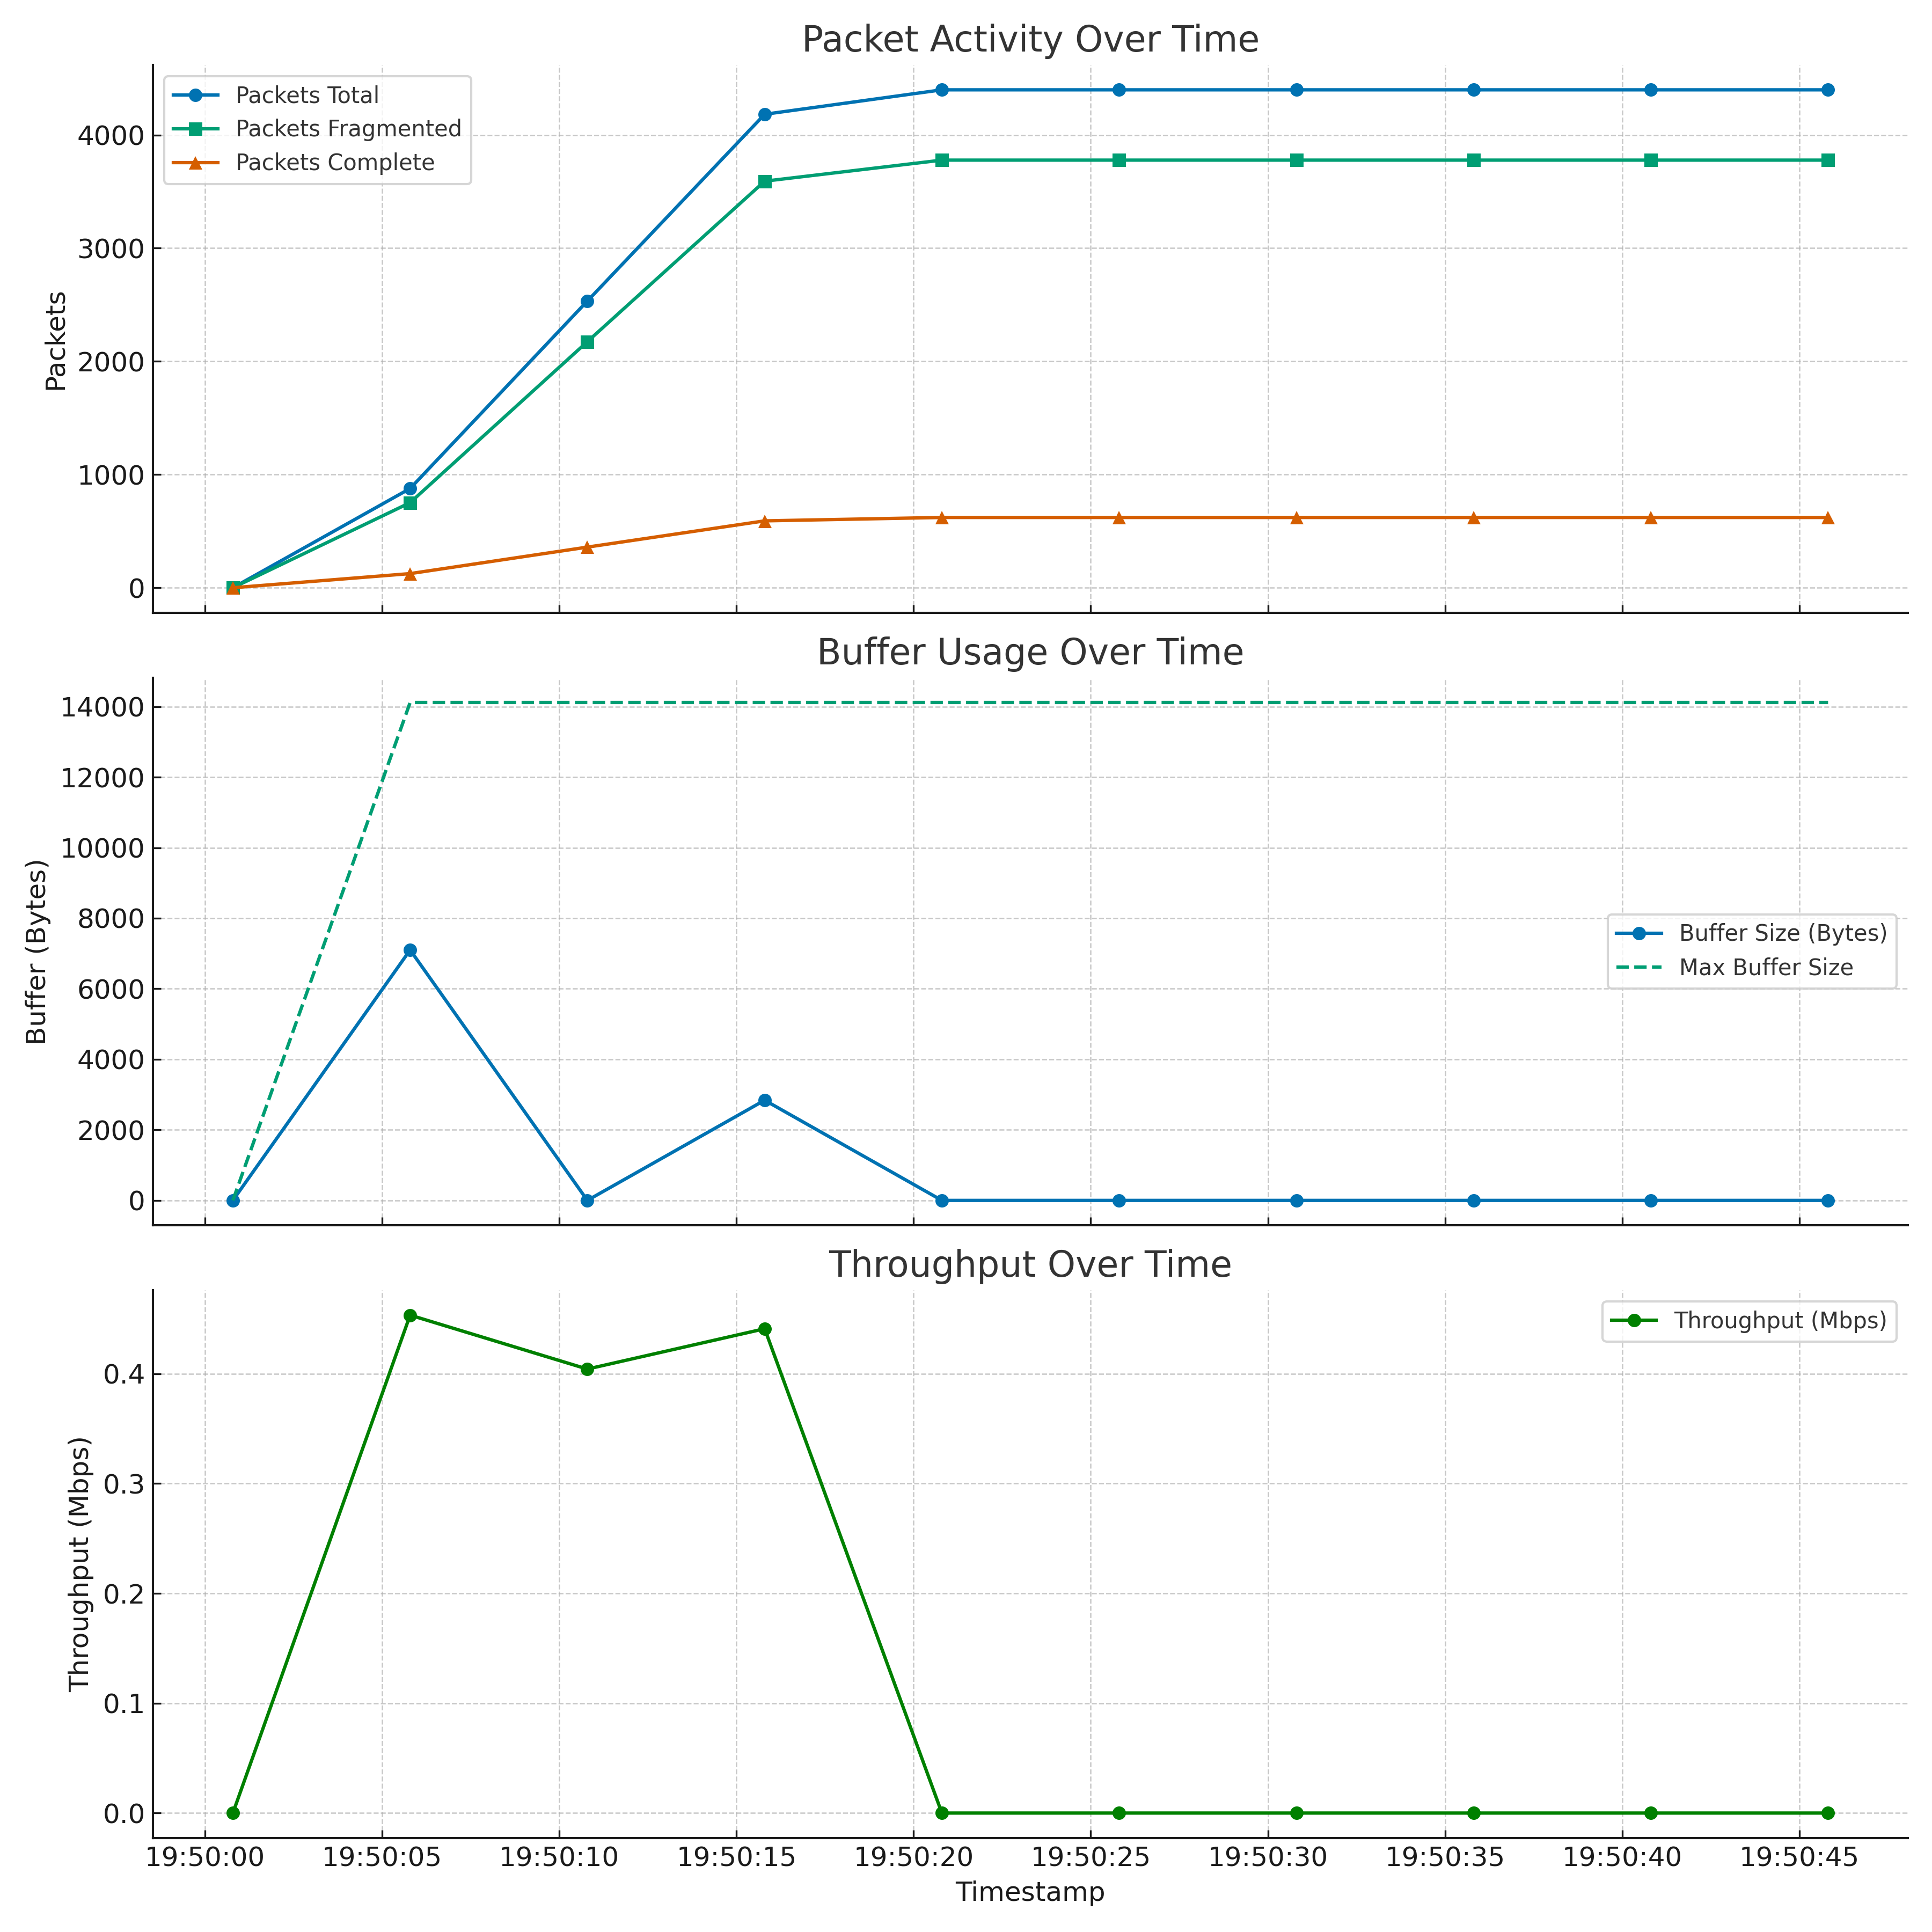 Packet Activity Over Time
Packets Total
Packets Fragmented
Packets Complete
4000
3000
2000
1000
0
Packets
Buffer Usage Over Time
14000
12000
10000
8000
6000
4000
2000
0
Buffer (Bytes)
Buffer Size (Bytes)
Max Buffer Size
Throughput Over Time
Throughput (Mbps)
0.4
0.3
0.2
0.1
0.0
Throughput (Mbps)
19:50:00 19:50:05 19:50:10 19:50:15 19:50:20 19:50:25 19:50:30 19:50:35 19:50:40 19:50:45
Timestamp